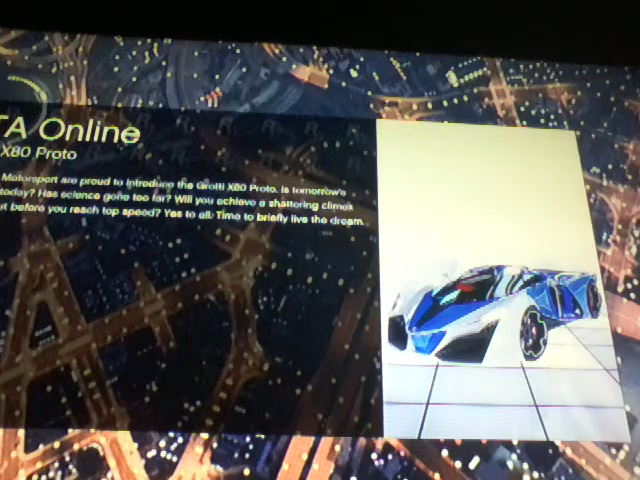 TA Online
X80 Proto
Motorsport are proud to introduce the Grotti X80 Proto. Is tomorrow's
today? Has science gone too far? Will you achieve a shattering climax
before you reach top speed? Yes to all. Time to briefly live the dream.